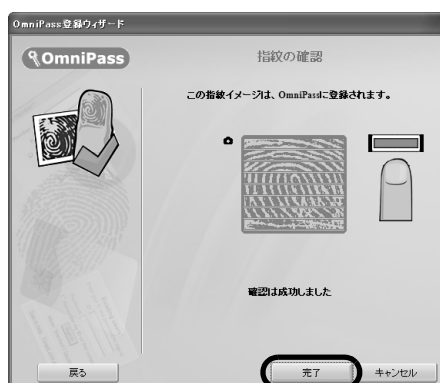 OmniPass登録ウィザード
OmniPass
指紋の確認
この指紋イメージは、OmniPassに登録されます。
確認は成功しました
戻る
完了
キャンセル